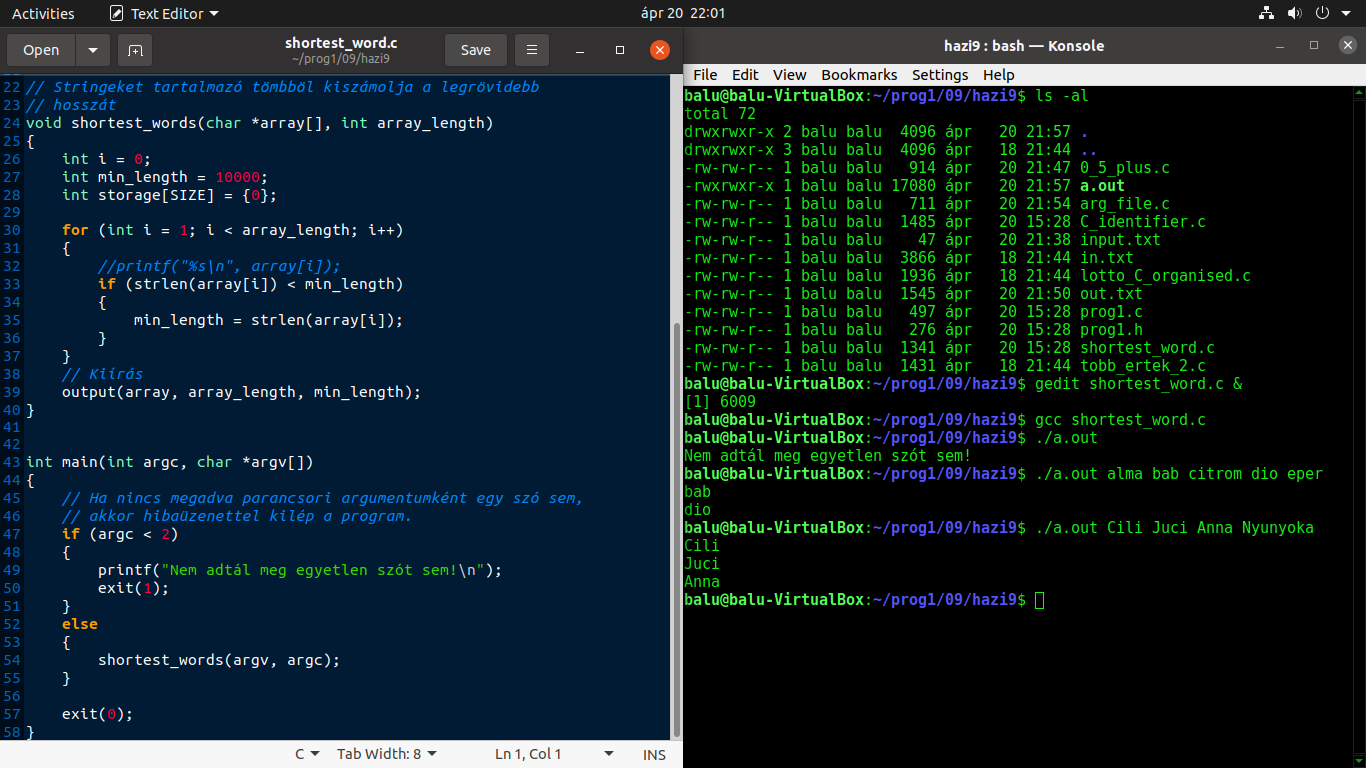 Activities Text Editor ápr 20 22:01
Open shortest_word.c Save
~/prog1/09/hazi9
22 // Stringeket tartalmazó tömbből kiszámolja a legrövidebb
23 // hosszát
24 void shortest_words(char *array[], int array_length)
25 {
26     int i = 0;
27     int min_length = 10000;
28     int storage[SIZE] = {0};
29
30     for (int i = 1; i < array_length; i++)
31     {
32         //printf("%s\n", array[i]);
33         if (strlen(array[i]) < min_length)
34         {
35             min_length = strlen(array[i]);
36         }
37     }
38     // Kiírás
39     output(array, array_length, min_length);
40 }
41
42
43 int main(int argc, char *argv[])
44 {
45     // Ha nincs megadva parancsori argumentumként egy szó sem,
46     // akkor hibaüzenettel kilép a program.
47     if (argc < 2)
48     {
49         printf("Nem adtál meg egyetlen szót sem!\n");
50         exit(1);
51     }
52     else
53     {
54         shortest_words(argv, argc);
55     }
56
57     exit(0);
58 }
C Tab Width: 8 Ln 1, Col 1 INS
hazi9 : bash — Konsole
File Edit View Bookmarks Settings Help
balu@balu-VirtualBox:~/prog1/09/hazi9$ ls -al
total 72
drwxrwxr-x 2 balu balu  4096 ápr   20 21:57 .
drwxrwxr-x 3 balu balu  4096 ápr   18 21:44 ..
-rw-rw-r-- 1 balu balu   914 ápr   20 21:47 0_5_plus.c
-rwxrwxr-x 1 balu balu 17080 ápr   20 21:57 a.out
-rw-rw-r-- 1 balu balu   711 ápr   20 21:54 arg_file.c
-rw-rw-r-- 1 balu balu  1485 ápr   20 15:28 C_identifier.c
-rw-rw-r-- 1 balu balu    47 ápr   20 21:38 input.txt
-rw-rw-r-- 1 balu balu  3866 ápr   18 21:44 in.txt
-rw-rw-r-- 1 balu balu  1936 ápr   18 21:44 lotto_C_organised.c
-rw-rw-r-- 1 balu balu  1545 ápr   20 21:50 out.txt
-rw-rw-r-- 1 balu balu   497 ápr   20 15:28 prog1.c
-rw-rw-r-- 1 balu balu   276 ápr   20 15:28 prog1.h
-rw-rw-r-- 1 balu balu  1341 ápr   20 15:28 shortest_word.c
-rw-rw-r-- 1 balu balu  1431 ápr   18 21:44 tobb_ertek_2.c
balu@balu-VirtualBox:~/prog1/09/hazi9$ gedit shortest_word.c &
[1] 6009
balu@balu-VirtualBox:~/prog1/09/hazi9$ gcc shortest_word.c
balu@balu-VirtualBox:~/prog1/09/hazi9$ ./a.out
Nem adtál meg egyetlen szót sem!
balu@balu-VirtualBox:~/prog1/09/hazi9$ ./a.out alma bab citrom dio eper
bab
dio
balu@balu-VirtualBox:~/prog1/09/hazi9$ ./a.out Cili Juci Anna Nyunyoka
Cili
Juci
Anna
balu@balu-VirtualBox:~/prog1/09/hazi9$